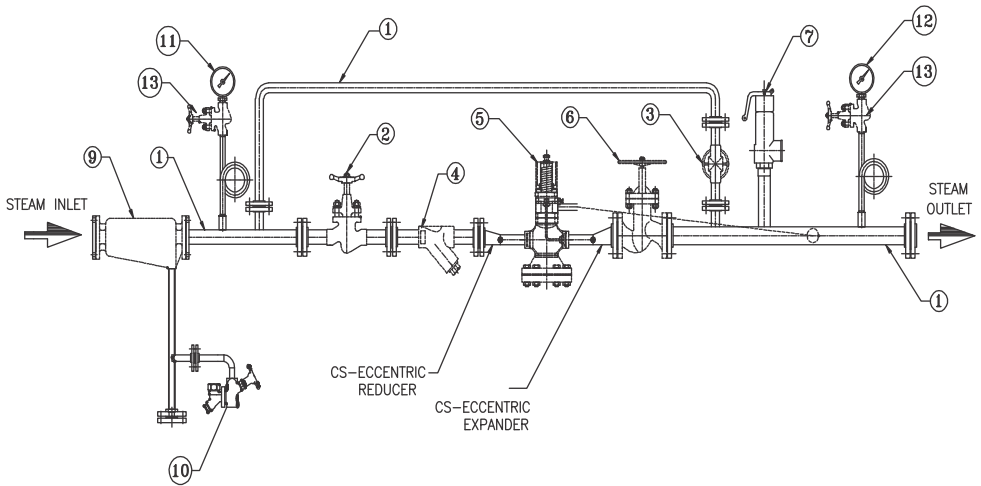 1
12
11
7
13
13
2
5
6
3
9
1
4
STEAM INLET
STEAM
OUTLET
1
CS-ECCENTRIC
REDUCER
CS-ECCENTRIC
EXPANDER
10